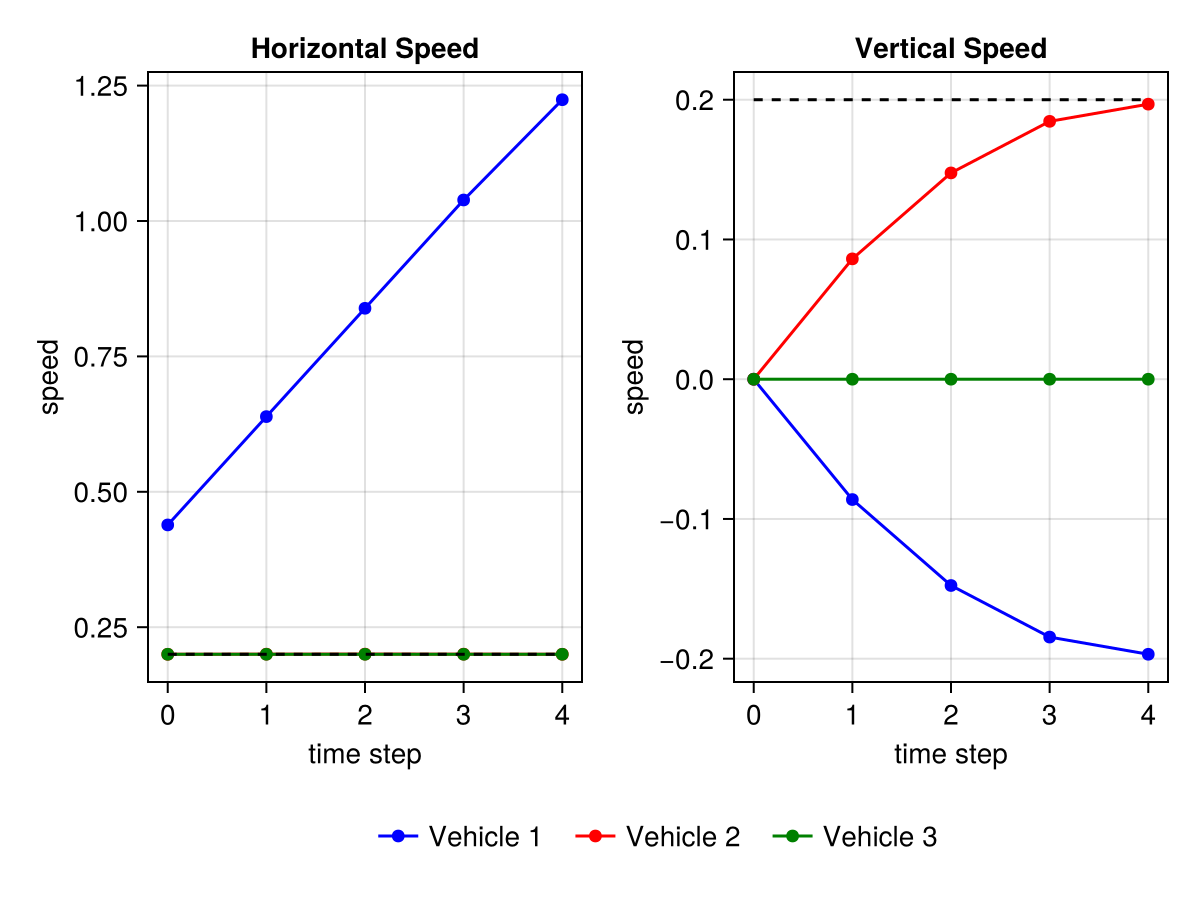 Horizontal Speed
1.25
1.00
0.75
0.50
0.25
speed
0 1 2 3 4
time step
Vertical Speed
0.2
0.1
0.0
−0.1
−0.2
speed
0 1 2 3 4
time step
Vehicle 1 Vehicle 2 Vehicle 3